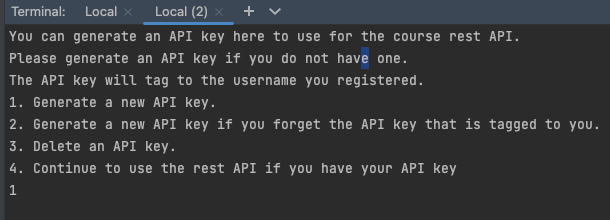 Terminal: Local × Local (2) × +
You can generate an API key here to use for the course rest API.
Please generate an API key if you do not have one.
The API key will tag to the username you registered.
1. Generate a new API key.
2. Generate a new API key if you forget the API key that is tagged to you.
3. Delete an API key.
4. Continue to use the rest API if you have your API key
1